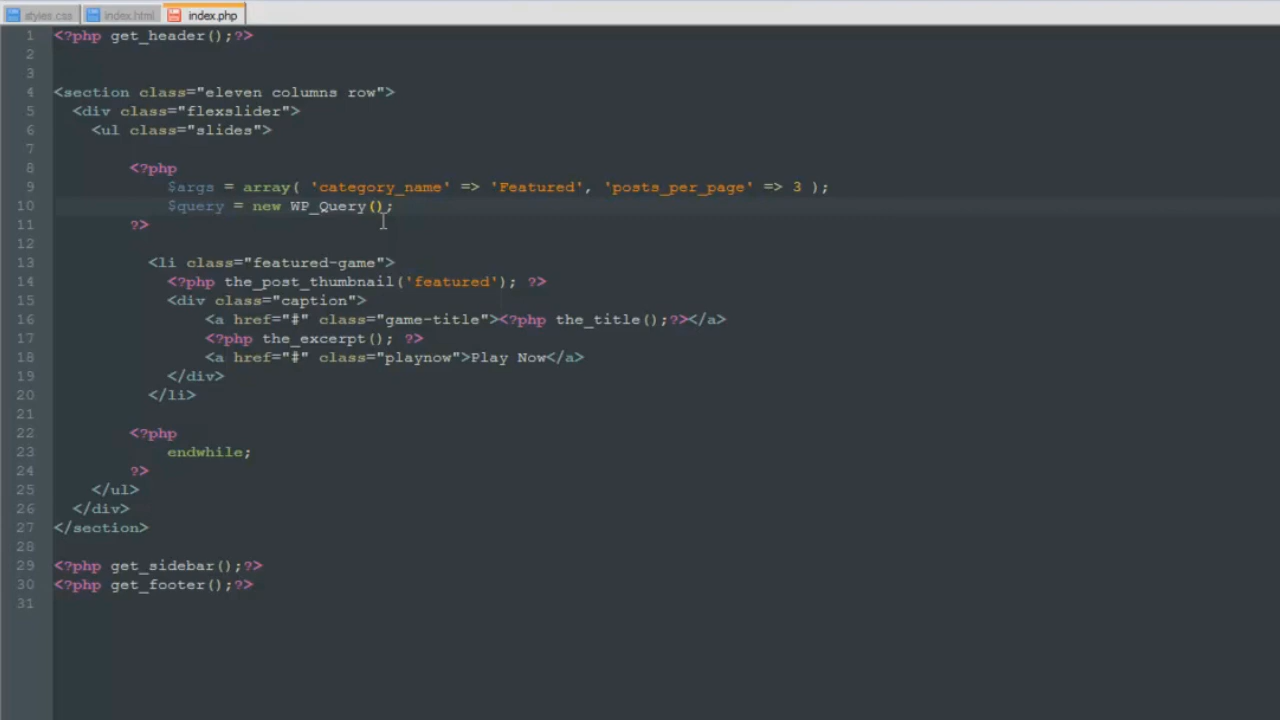 styles.css index.html index.php
1 <?php get_header();?>
2
3
4 <section class="eleven columns row">
5 <div class="flexslider">
6 <ul class="slides">
7
8 <?php
9 $args = array( 'category_name' => 'Featured', 'posts_per_page' => 3 );
10 $query = new WP_Query();
11 ?>
12
13 <li class="featured-game">
14 <?php the_post_thumbnail('featured'); ?>
15 <div class="caption">
16 <a href="#" class="game-title"><?php the_title();?></a>
17 <?php the_excerpt(); ?>
18 <a href="#" class="playnow">Play Now</a>
19 </div>
20 </li>
21
22 <?php
23 endwhile;
24 ?>
25 </ul>
26 </div>
27 </section>
28
29 <?php get_sidebar();?>
30 <?php get_footer();?>
31